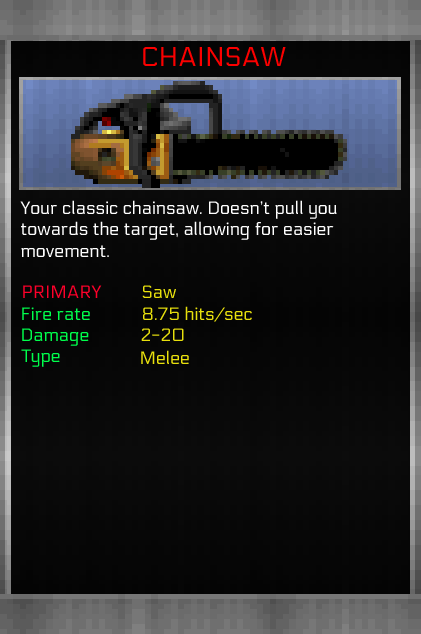 CHAINSAW
Your classic chainsaw. Doesn't pull you
towards the target, allowing for easier
movement.
PRIMARY Saw
Fire rate 8.75 hits/sec
Damage 2-20
Type Melee